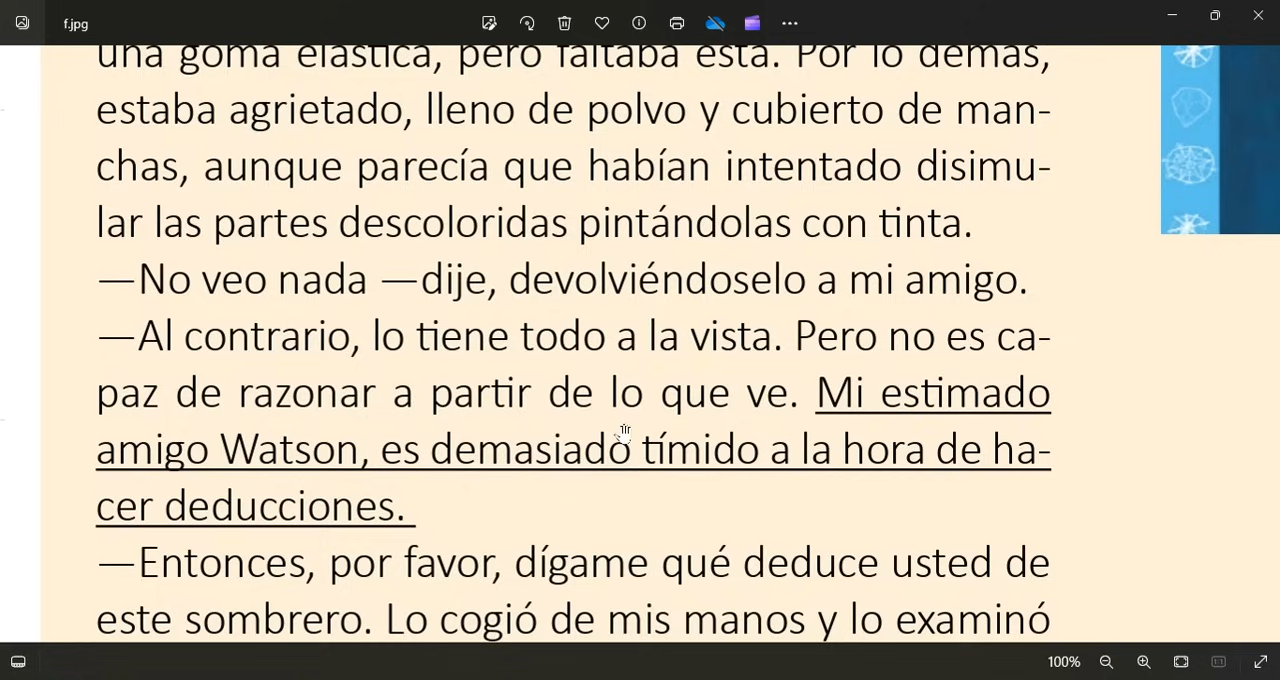 f.jpg
una goma elástica, pero faltaba esta. Por lo demás,
estaba agrietado, lleno de polvo y cubierto de man-
chas, aunque parecía que habían intentado disimu-
lar las partes descoloridas pintándolas con tinta.
—No veo nada —dije, devolviéndoselo a mi amigo.
—Al contrario, lo tiene todo a la vista. Pero no es ca-
paz de razonar a partir de lo que ve. Mi estimado
amigo Watson, es demasiado tímido a la hora de ha-
cer deducciones.
—Entonces, por favor, dígame qué deduce usted de
este sombrero. Lo cogió de mis manos y lo examinó
100%